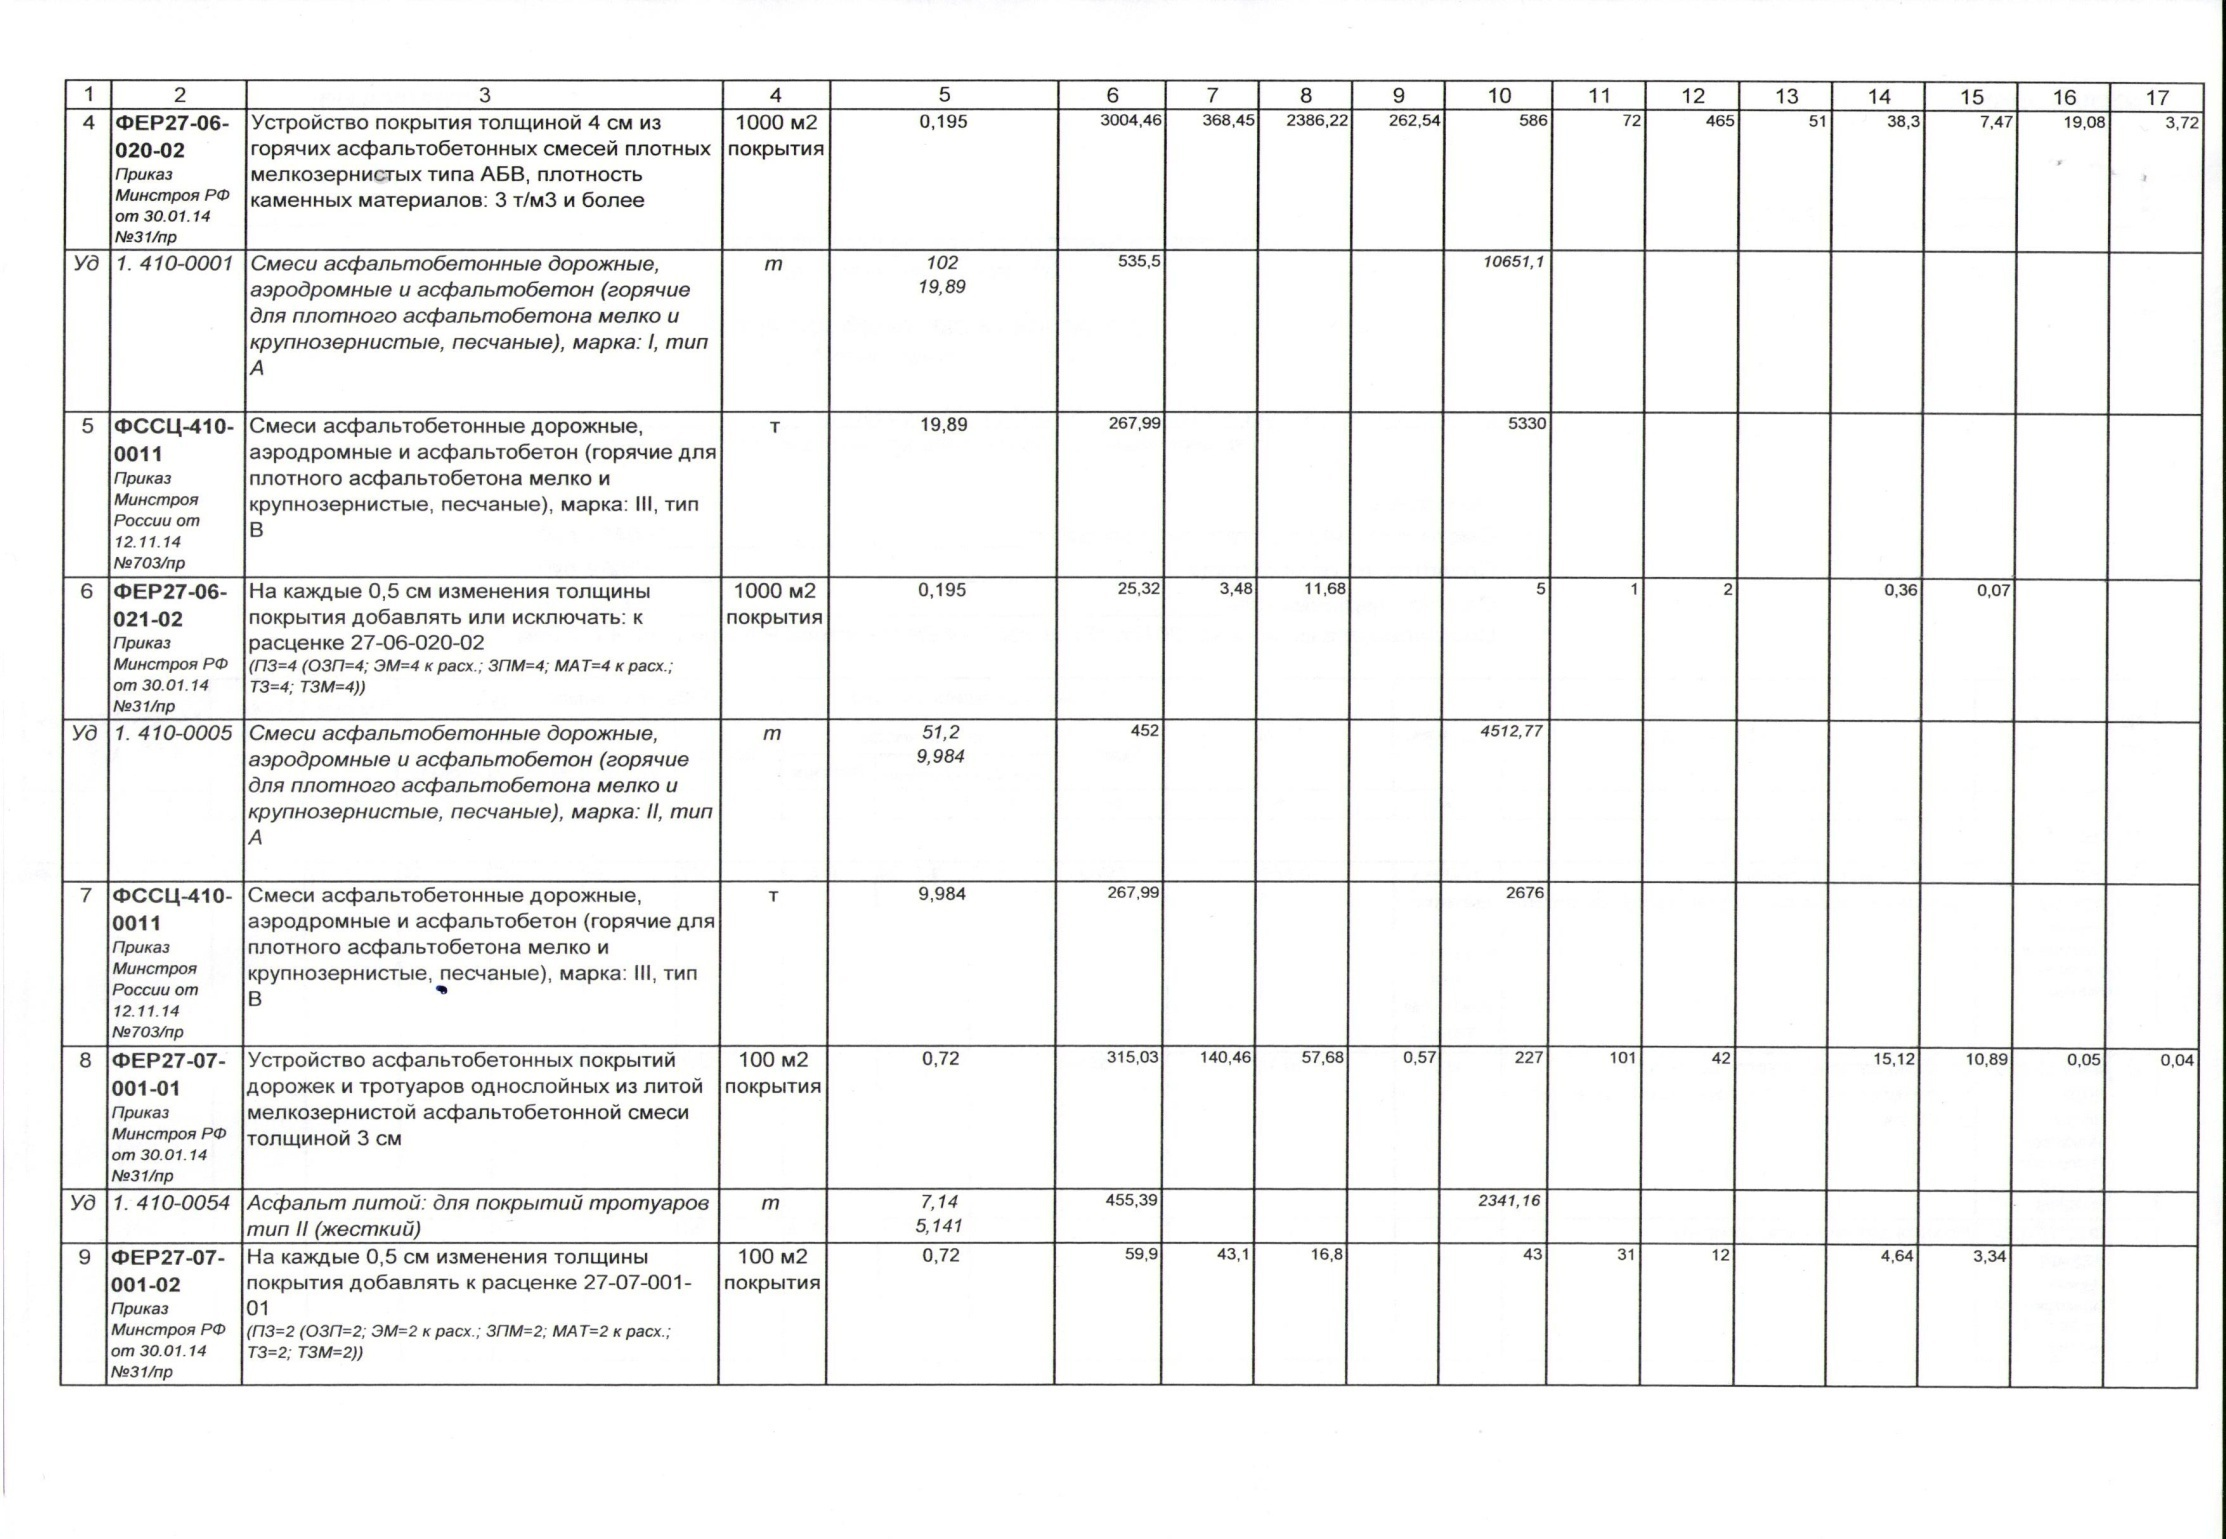 1 2 3 4 5 6 7 8 9 10 11 12 13 14 15 16 17
4 ФЕР27-06- Устройство покрытия толщиной 4 см из 1000 м2 0,195 3004,46 368,45 2386,22 262,54 586 72 465 51 38,3 7,47 19,08 3,72
020-02 горячих асфальтобетонных смесей плотных покрытия
Приказ мелкозернистых типа АБВ, плотность
Минстроя РФ каменных материалов: 3 т/м3 и более
от 30.01.14
№31/пр
Уд 1. 410-0001 Смеси асфальтобетонные дорожные, т 102 535,5 10651,1
аэродромные и асфальтобетон (горячие 19,89
для плотного асфальтобетона мелко и
крупнозернистые, песчаные), марка: I, тип
А
5 ФССЦ-410- Смеси асфальтобетонные дорожные, т 19,89 267,99 5330
0011 аэродромные и асфальтобетон (горячие для
Приказ плотного асфальтобетона мелко и
Минстроя крупнозернистые, песчаные), марка: III, тип
России от В
12.11.14
№703/пр
6 ФЕР27-06- На каждые 0,5 см изменения толщины 1000 м2 0,195 25,32 3,48 11,68 5 1 2 0,36 0,07
021-02 покрытия добавлять или исключать: к покрытия
Приказ расценке 27-06-020-02
Минстроя РФ (ПЗ=4 (ОЗП=4; ЭМ=4 к расх.; ЗПМ=4; МАТ=4 к расх.;
от 30.01.14 ТЗ=4; ТЗМ=4))
№31/пр
Уд 1. 410-0005 Смеси асфальтобетонные дорожные, т 51,2 452 4512,77
аэродромные и асфальтобетон (горячие 9,984
для плотного асфальтобетона мелко и
крупнозернистые, песчаные), марка: II, тип
А
7 ФССЦ-410- Смеси асфальтобетонные дорожные, т 9,984 267,99 2676
0011 аэродромные и асфальтобетон (горячие для
Приказ плотного асфальтобетона мелко и
Минстроя крупнозернистые, песчаные), марка: III, тип
России от В
12.11.14
№703/пр
8 ФЕР27-07- Устройство асфальтобетонных покрытий 100 м2 0,72 315,03 140,46 57,68 0,57 227 101 42 15,12 10,89 0,05 0,04
001-01 дорожек и тротуаров однослойных из литой покрытия
Приказ мелкозернистой асфальтобетонной смеси
Минстроя РФ толщиной 3 см
от 30.01.14
№31/пр
Уд 1. 410-0054 Асфальт литой: для покрытий тротуаров т 7,14 455,39 2341,16
тип II (жесткий) 5,141
9 ФЕР27-07- На каждые 0,5 см изменения толщины 100 м2 0,72 59,9 43,1 16,8 43 31 12 4,64 3,34
001-02 покрытия добавлять к расценке 27-07-001- покрытия
Приказ 01
Минстроя РФ (ПЗ=2 (ОЗП=2; ЭМ=2 к расх.; ЗПМ=2; МАТ=2 к расх.;
от 30.01.14 ТЗ=2; ТЗМ=2))
№31/пр